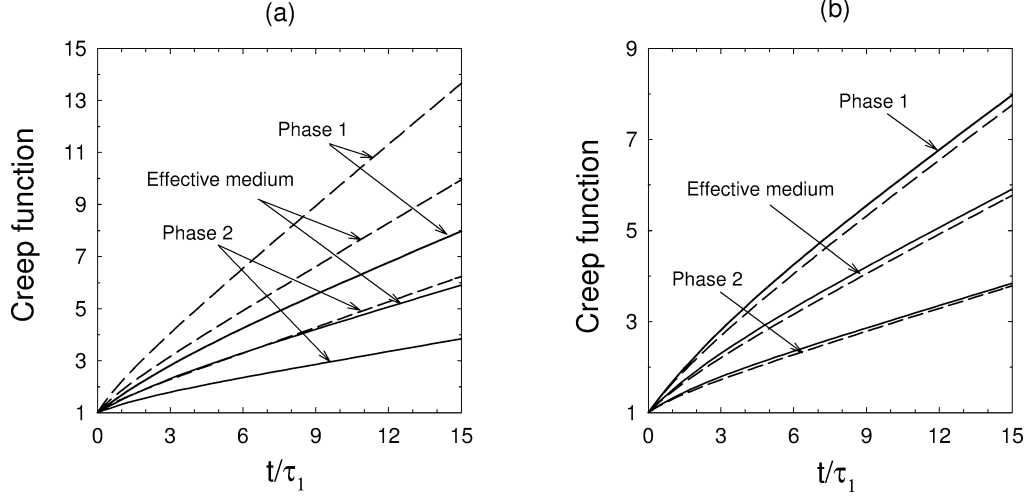 (a)
15
13
11
9
7
5
3
1
Creep function
Phase 1
Effective medium
Phase 2
0 3 6 9 12 15
t/τ1
(b)
9
7
5
3
1
Creep function
Phase 1
Effective medium
Phase 2
0 3 6 9 12 15
t/τ1